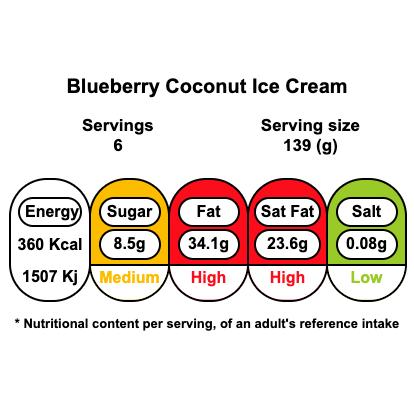 Blueberry Coconut Ice Cream
Servings Serving size
6 139 (g)
Energy Sugar Fat Sat Fat Salt
360 Kcal 8.5g 34.1g 23.6g 0.08g
1507 Kj Medium High High Low
* Nutritional content per serving, of an adult's reference intake